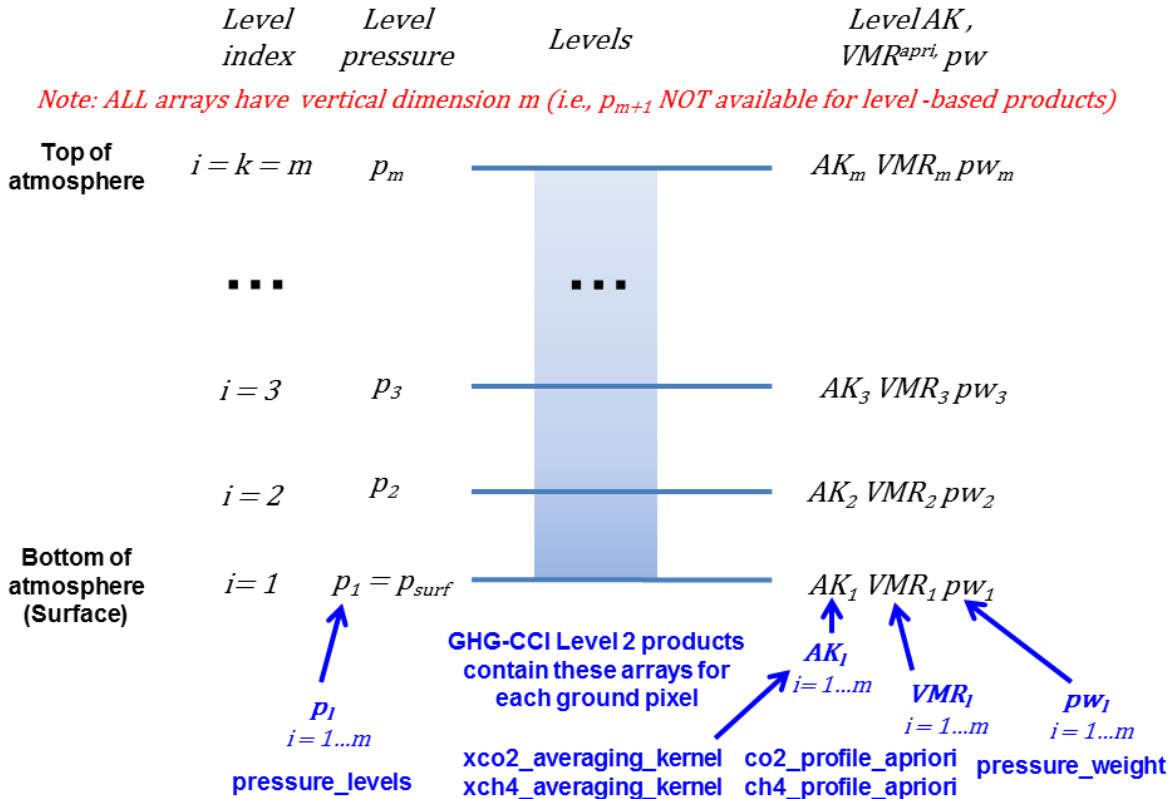 Level index
Level pressure
Levels
Level AK ,
VMR^apri, pw
Note: ALL arrays have vertical dimension m (i.e., p_m+1 NOT available for level -based products)
Top of atmosphere
i = k = m
p_m
AK_m VMR_m pw_m
...
...
i = 3
p_3
AK_3 VMR_3 pw_3
i = 2
p_2
AK_2 VMR_2 pw_2
Bottom of atmosphere (Surface)
i= 1
p_1 = p_surf
AK_1 VMR_1 pw_1
GHG-CCI Level 2 products
contain these arrays for
each ground pixel
p_l
i = 1...m
pressure_levels
AK_l
i= 1...m
VMR_l
i = 1...m
pw_l
i = 1...m
xco2_averaging_kernel
xch4_averaging_kernel
co2_profile_apriori
ch4_profile_apriori
pressure_weight